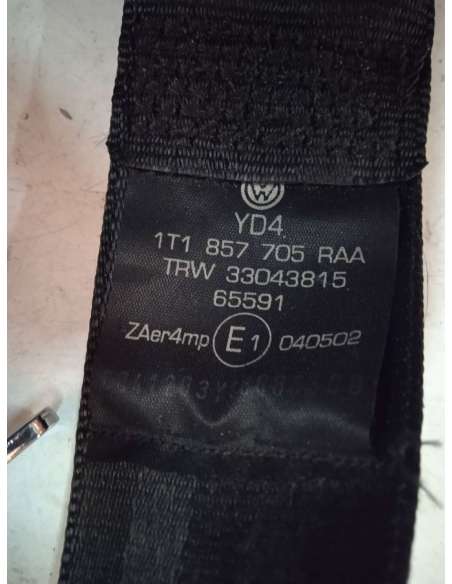 YD4
1T1 857 705 RAA
TRW 33043815
65591
ZAer4mp E1 040502